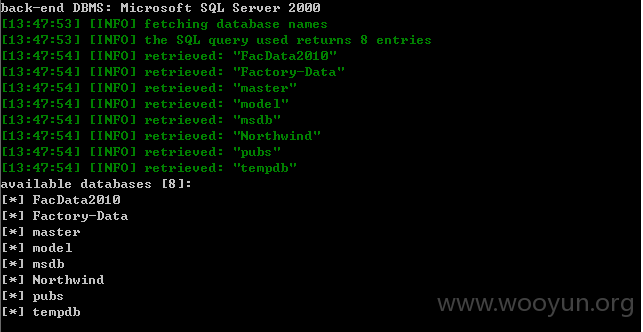 back-end DBMS: Microsoft SQL Server 2000
[13:47:53] [INFO] fetching database names
[13:47:53] [INFO] the SQL query used returns 8 entries
[13:47:54] [INFO] retrieved: "FacData2010"
[13:47:54] [INFO] retrieved: "Factory-Data"
[13:47:54] [INFO] retrieved: "master"
[13:47:54] [INFO] retrieved: "model"
[13:47:54] [INFO] retrieved: "msdb"
[13:47:54] [INFO] retrieved: "Northwind"
[13:47:54] [INFO] retrieved: "pubs"
[13:47:54] [INFO] retrieved: "tempdb"
available databases [8]:
[*] FacData2010
[*] Factory-Data
[*] master
[*] model
[*] msdb
[*] Northwind
[*] pubs
[*] tempdb
www.wooyun.org